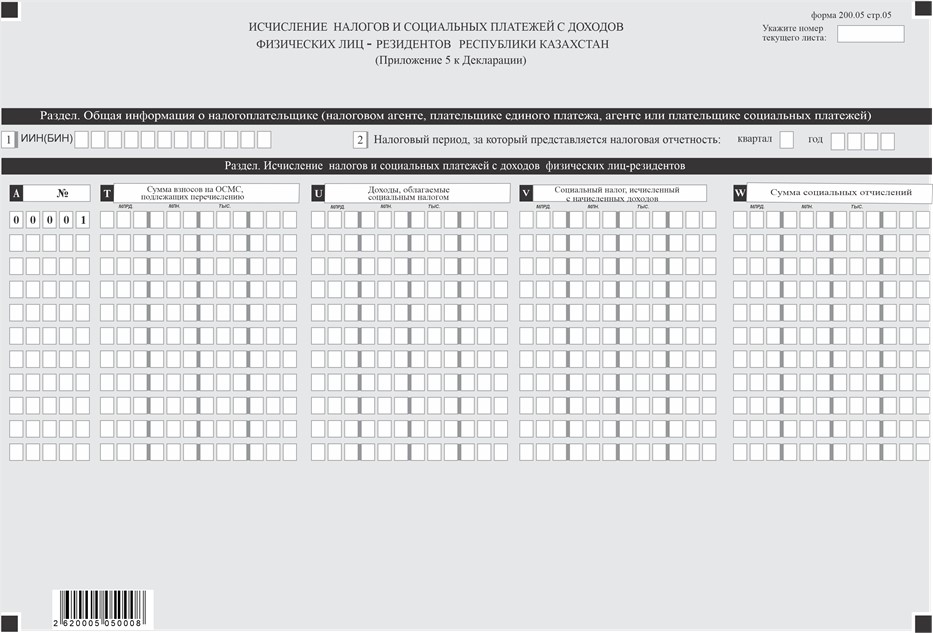 форма 200.05 стр.05
ИСЧИСЛЕНИЕ НАЛОГОВ И СОЦИАЛЬНЫХ ПЛАТЕЖЕЙ С ДОХОДОВ
ФИЗИЧЕСКИХ ЛИЦ - РЕЗИДЕНТОВ РЕСПУБЛИКИ КАЗАХСТАН
(Приложение 5 к Декларации)
Укажите номер
текущего листа:
Раздел. Общая информация о налогоплательщике (налоговом агенте, плательщике единого платежа, агенте или плательщике социальных платежей)
1 ИИН(БИН) 2 Налоговый период, за который представляется налоговая отчетность: квартал год
Раздел. Исчисление налогов и социальных платежей с доходов физических лиц-резидентов
A № T Сумма взносов на ОСМС, подлежащих перечислению U Доходы, облагаемые социальным налогом V Социальный налог, исчисленный с начисленных доходов W Сумма социальных отчислений
МЛРД. МЛН. ТЫС. МЛРД. МЛН. ТЫС. МЛРД. МЛН. ТЫС. МЛРД. МЛН. ТЫС.
0 0 0 0 1
2 620005 050008